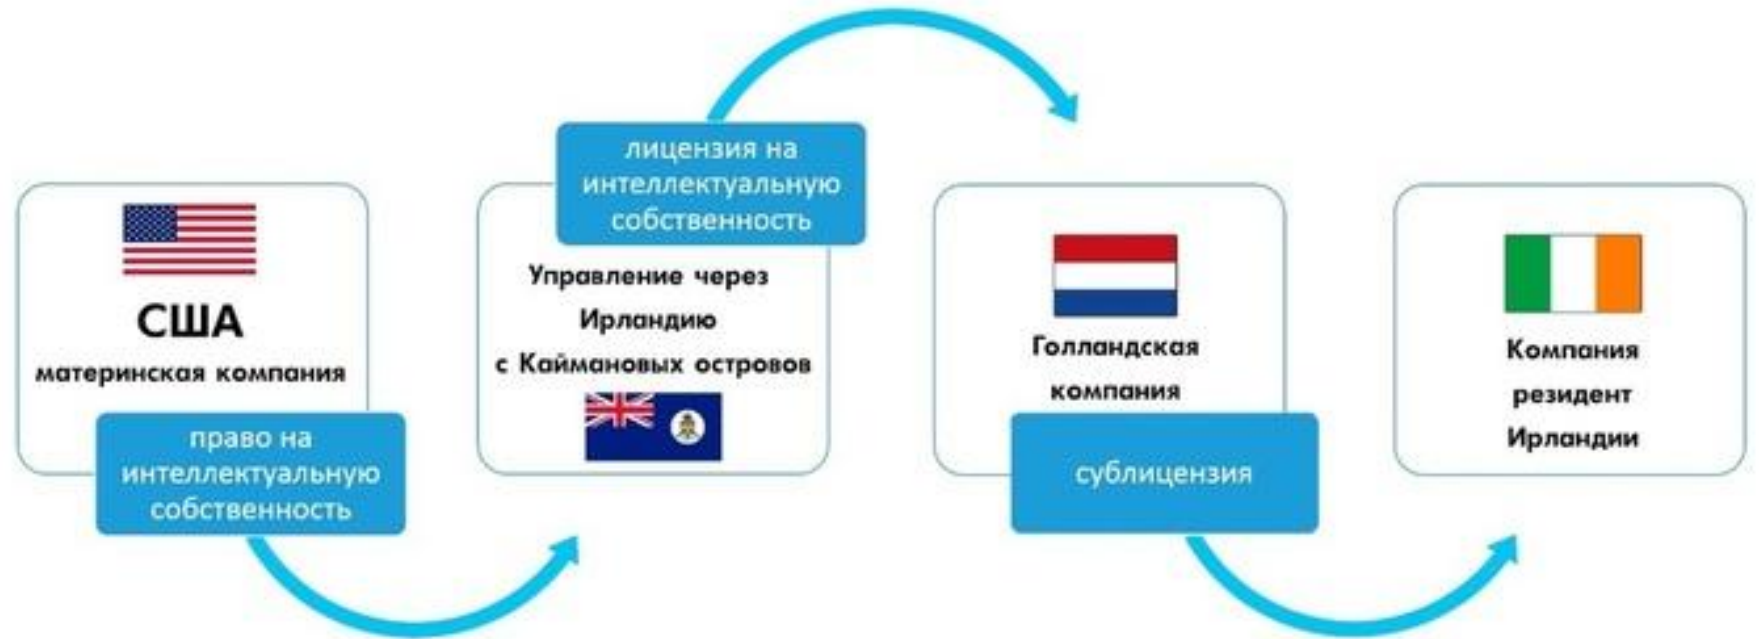 США
материнская компания
право на
интеллектуальную
собственность
лицензия на
интеллектуальную
собственность
Управление через
Ирландию
с Каймановых островов
Голландская
компания
сублицензия
Компания
резидент
Ирландии